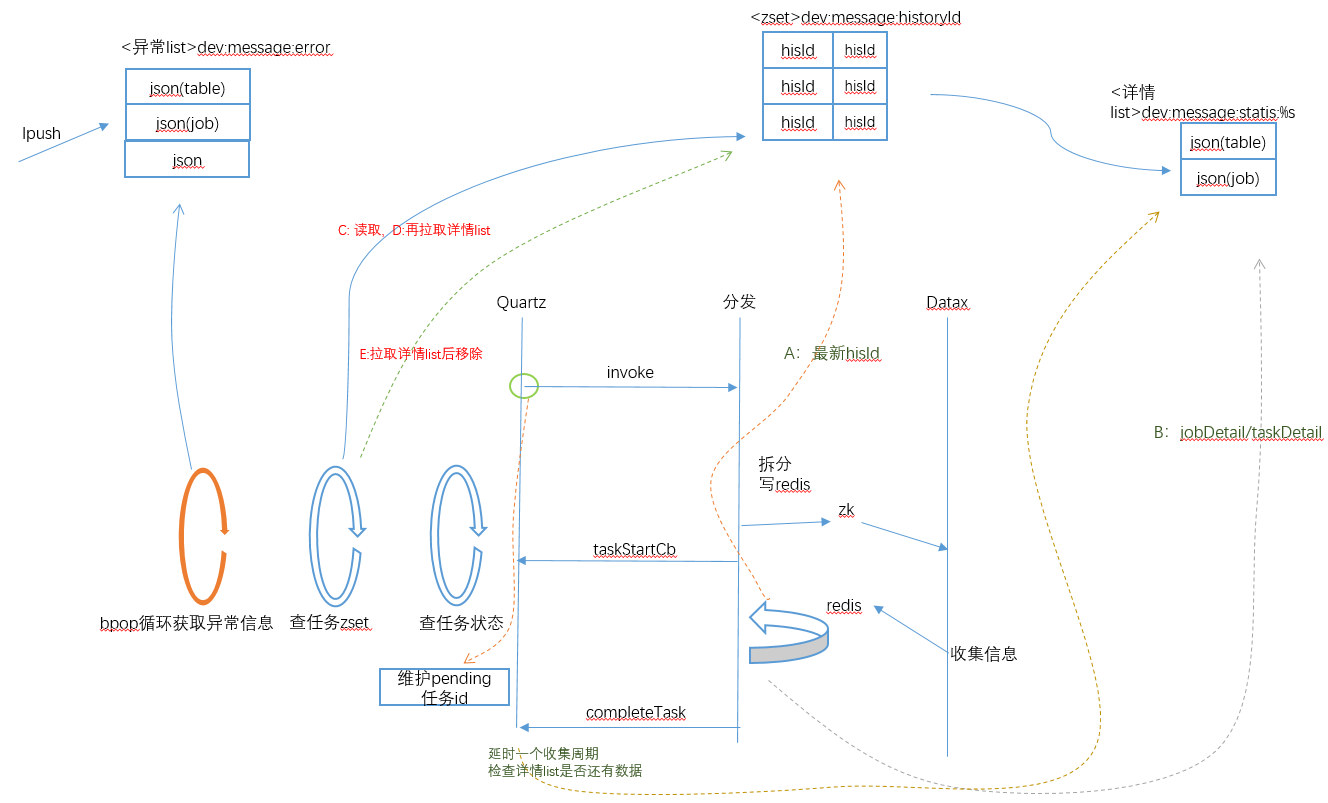 <zset>dev:message:historyId
<异常list>dev:message:error
hisId hisId
hisId hisId
hisId hisId
json(table)
json(job)
json
lpush
<详情
list>dev:message:statis:%s
json(table)
json(job)
C: 读取, D:再拉取详情list
E:拉取详情list后移除
Quartz
分发
Datax
invoke
A: 最新hisId
B: jobDetail/taskDetail
拆分
写redis
zk
taskStartCb
redis
收集信息
bpop循环获取异常信息
查任务zset
查任务状态
维护pending
任务id
completeTask
延时一个收集周期
检查详情list是否还有数据